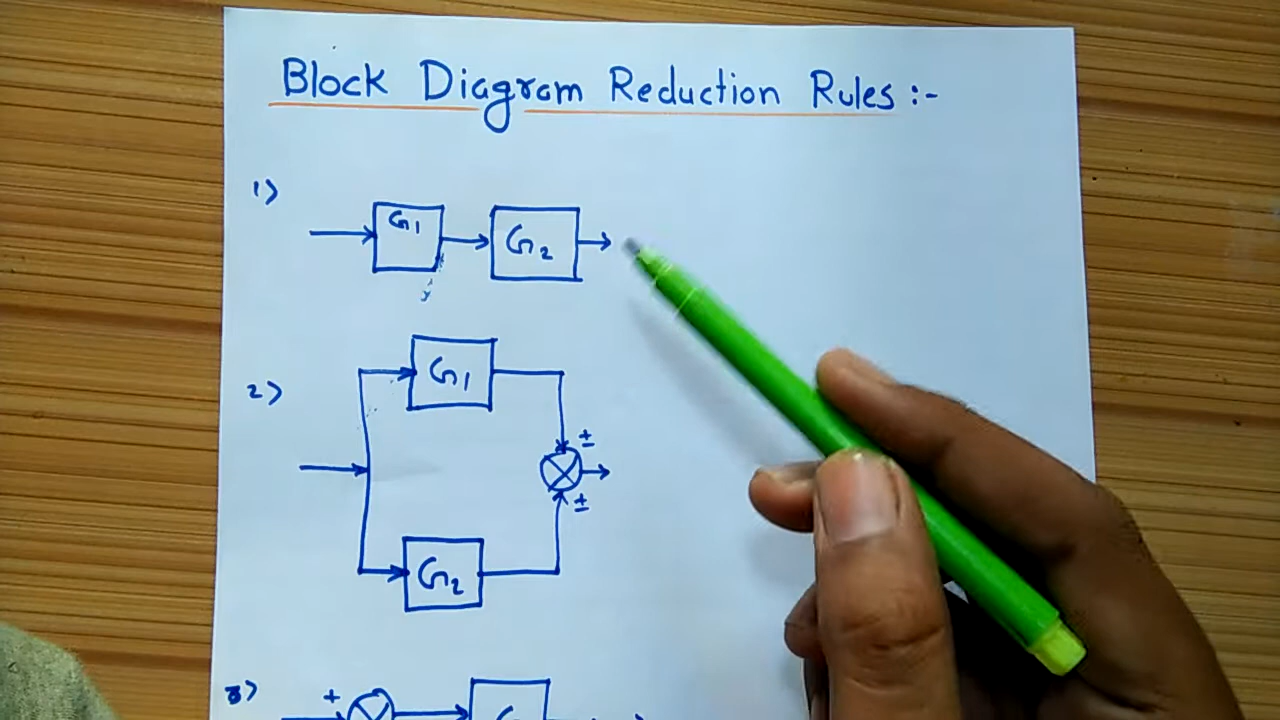 Block Diagram Reduction Rules :-
1>
G1
G2
2>
G1
±
±
G2
3>
+